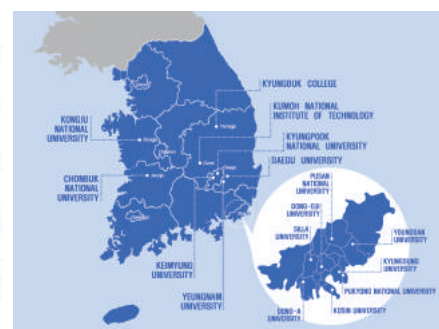 KYUNGBUK COLLEGE
KUMOH NATIONAL
INSTITUTE OF TECHNOLOGY
KYUNGPOOK
NATIONAL UNIVERSITY
DAEGU UNIVERSITY
KONGJU
NATIONAL
UNIVERSITY
CHONBUK
NATIONAL
UNIVERSITY
KEIMYUNG
UNIVERSITY
YEUNGNAM
UNIVERSITY
PUSAN
NATIONAL
UNIVERSITY
DONG-EUI
UNIVERSITY
SILLA
UNIVERSITY
YOUNGSAN
UNIVERSITY
KYUNGSUNG
UNIVERSITY
PUKYONG NATIONAL UNIVERSITY
KOSIN UNIVERSITY
DONG-A
UNIVERSITY